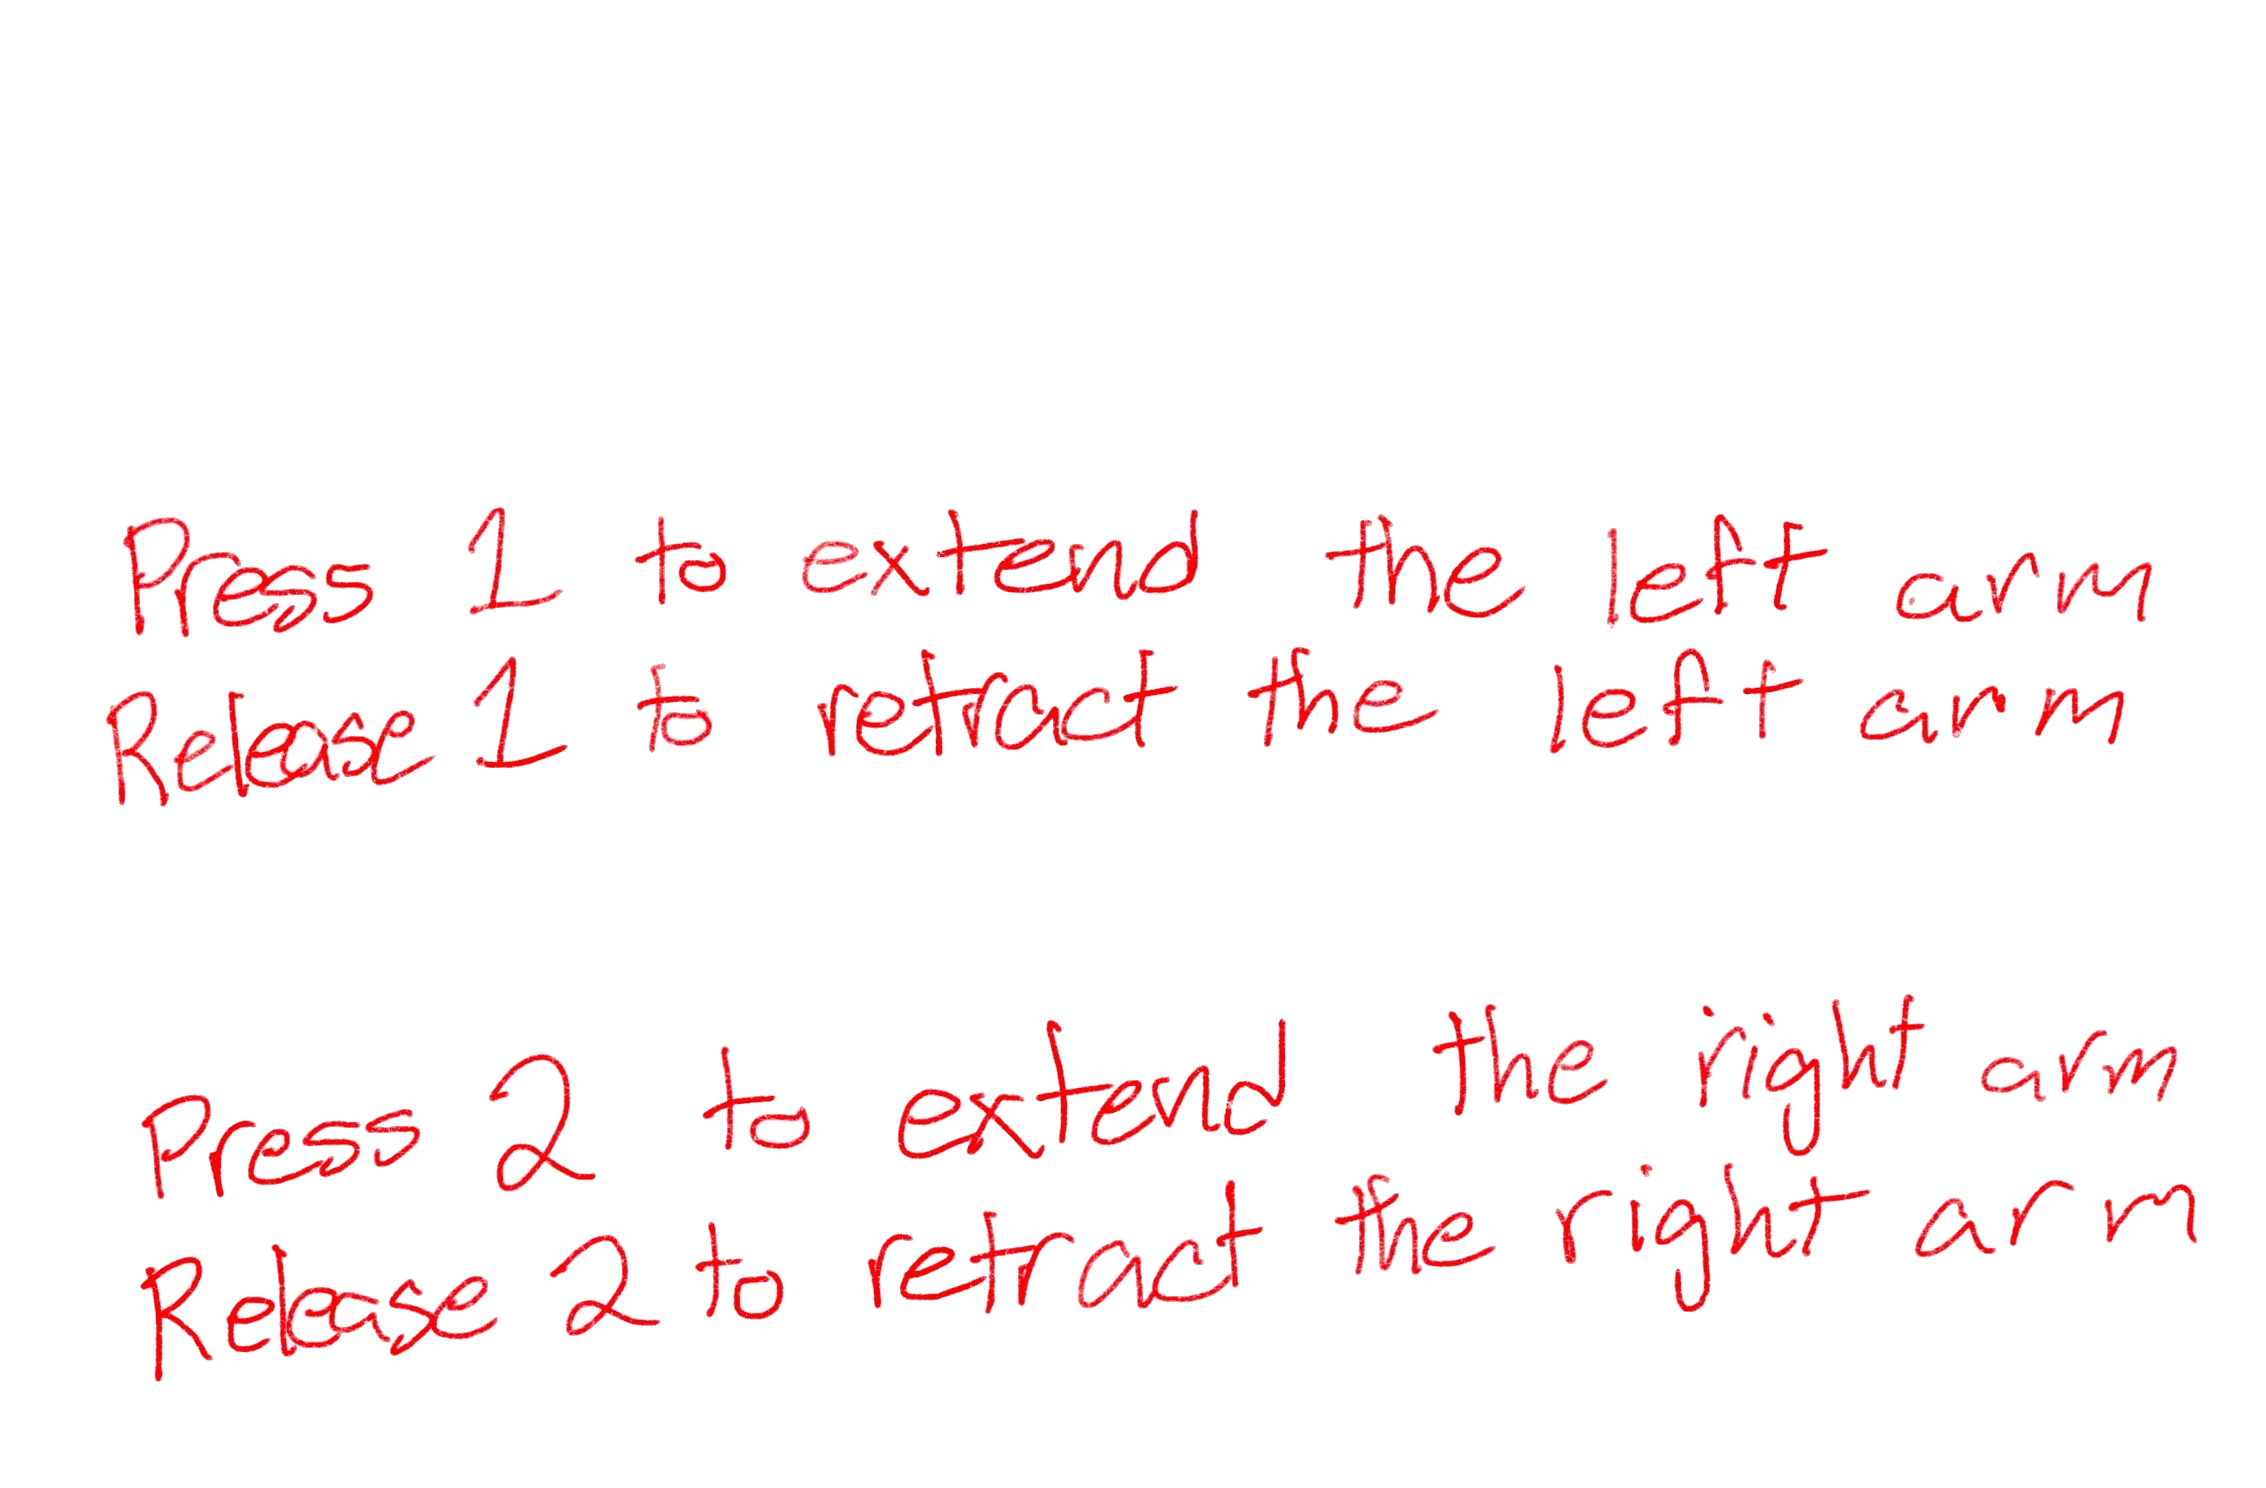 Press 1 to extend the left arm
Release 1 to retract the left arm
Press 2 to extend the right arm
Release 2 to retract the right arm